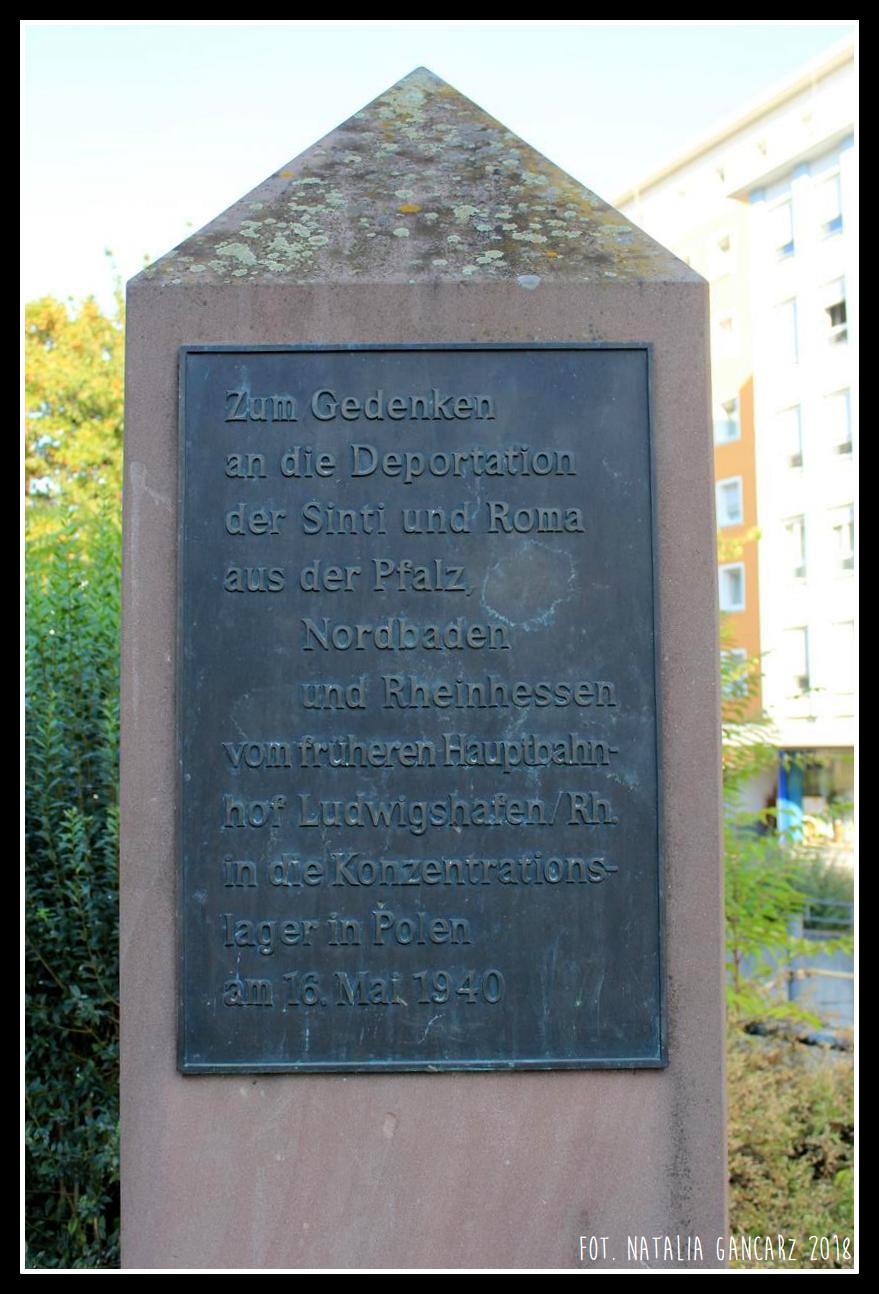 Zum Gedenken
an die Deportation
der Sinti und Roma
aus der Pfalz,
Nordbaden
und Rheinhessen
vom früheren Hauptbahn-
hof Ludwigshafen/Rh.
in die Konzentrations-
lager in Polen
am 16. Mai 1940
FOT. NATALIA GANCARZ 2018